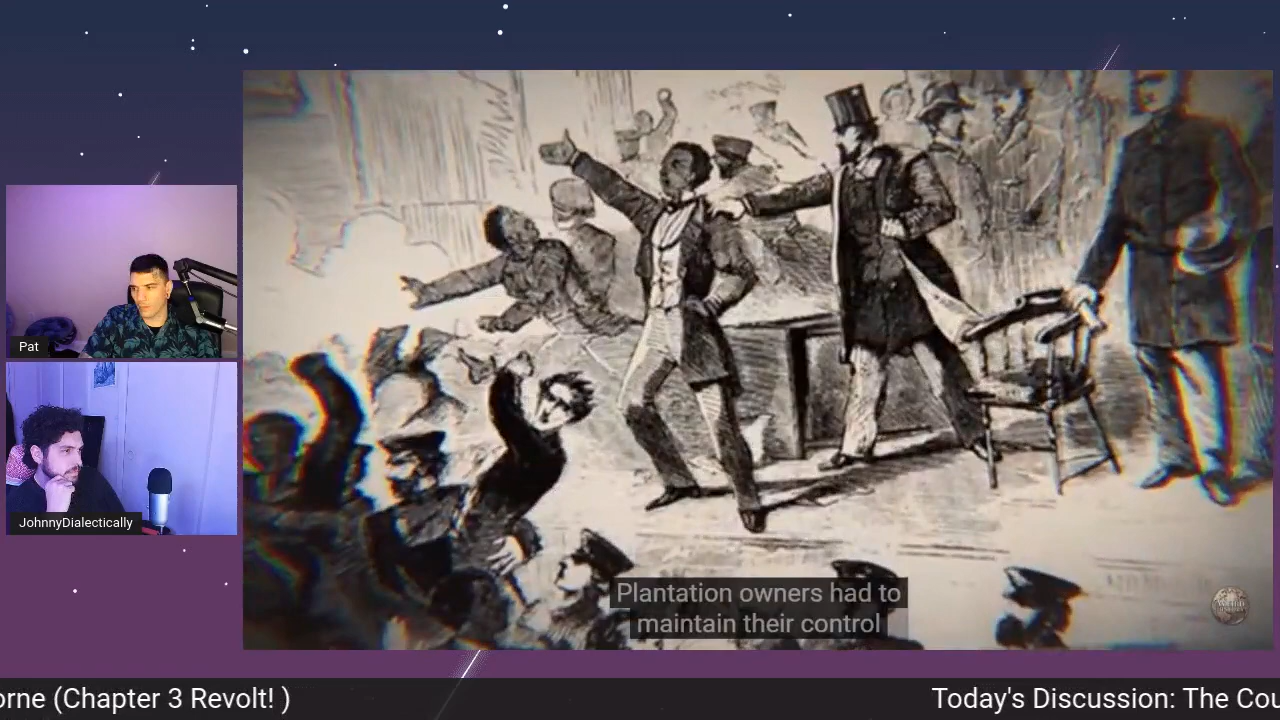 Pat
JohnnyDialectically
Plantation owners had to
maintain their control
orne (Chapter 3 Revolt! )
Today's Discussion: The Cou